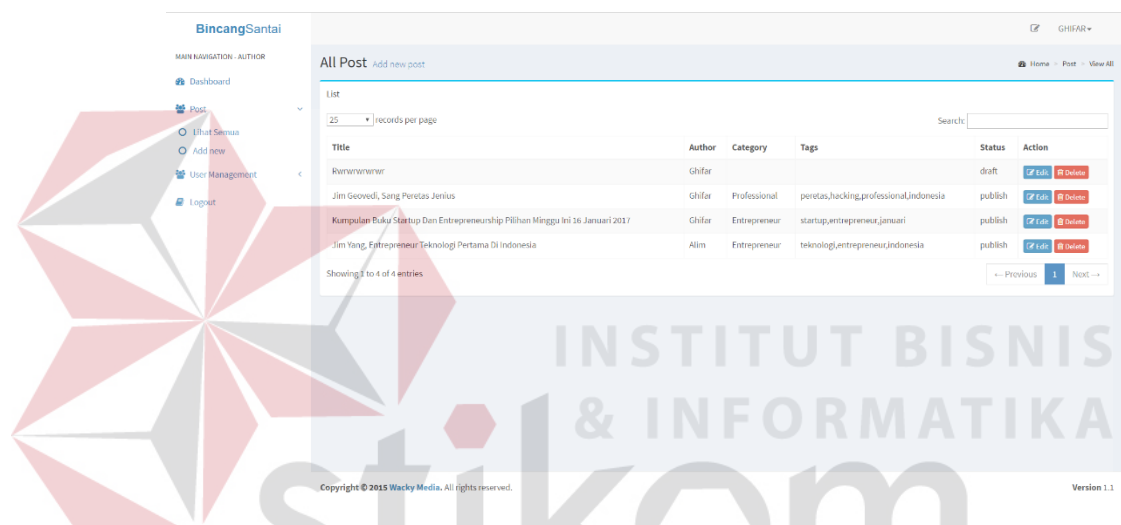 BincangSantai
GHIFAR
MAIN NAVIGATION - AUTHOR
All Post Add new post
Home > Post > View All
Dashboard
Post
Lihat Semua
Add new
User Management
Logout
List
25 records per page
Search:
Title Author Category Tags Status Action
Rwrwrwrwrwr Ghifar draft Edit Delete
Jim Geovedi, Sang Peretas Jenius Ghifar Professional peretas,hacking,professional,indonesia publish Edit Delete
Kumpulan Buku Startup Dan Entrepreneurship Pilihan Minggu Ini 16 Januari 2017 Ghifar Entrepreneur startup,entrepreneur,januari publish Edit Delete
Jim Yang, Entrepreneur Teknologi Pertama Di Indonesia Alim Entrepreneur teknologi,entrepreneur,indonesia publish Edit Delete
Showing 1 to 4 of 4 entries
← Previous 1 Next →
INSTITUT BISNIS
& INFORMATIKA
stikom
Copyright © 2015 Wacky Media. All rights reserved.
Version 1.1